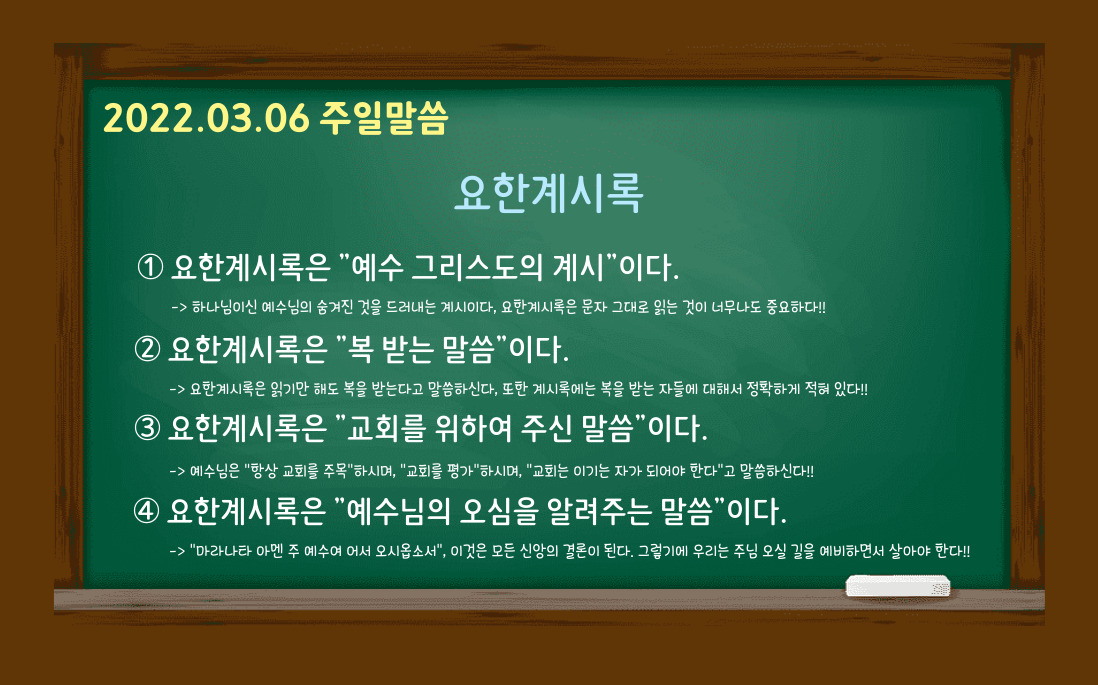 2022.03.06 주일말씀
요한계시록
① 요한계시록은 "예수 그리스도의 계시"이다.
-> 하나님이신 예수님의 숨겨진 것을 드러내는 계시이다, 요한계시록은 문자 그대로 읽는 것이 너무나도 중요하다!!
② 요한계시록은 "복 받는 말씀"이다.
-> 요한계시록은 읽기만 해도 복을 받는다고 말씀하신다, 또한 계시록에는 복을 받는 자들에 대해서 정확하게 적혀 있다!!
③ 요한계시록은 "교회를 위하여 주신 말씀"이다.
-> 예수님은 "항상 교회를 주목"하시며, "교회를 평가"하시며, "교회는 이기는 자가 되어야 한다"고 말씀하신다!!
④ 요한계시록은 "예수님의 오심을 알려주는 말씀"이다.
-> "마라나타 아멘 주 예수여 어서 오시옵소서", 이것은 모든 신앙의 결론이 된다. 그렇기에 우리는 주님 오실 길을 예비하면서 살아야 한다!!